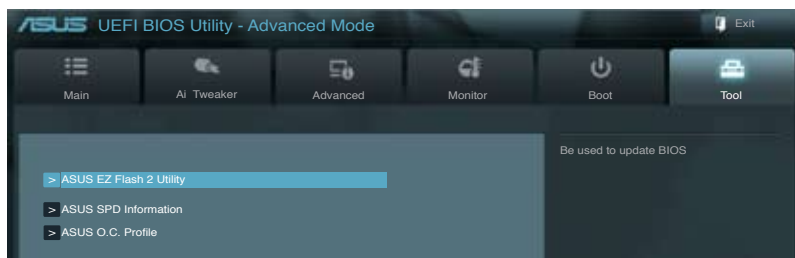 ASUS UEFI BIOS Utility - Advanced Mode
Exit
Main
Ai Tweaker
Advanced
Monitor
Boot
Tool
Be used to update BIOS
> ASUS EZ Flash 2 Utility
> ASUS SPD Information
> ASUS O.C. Profile